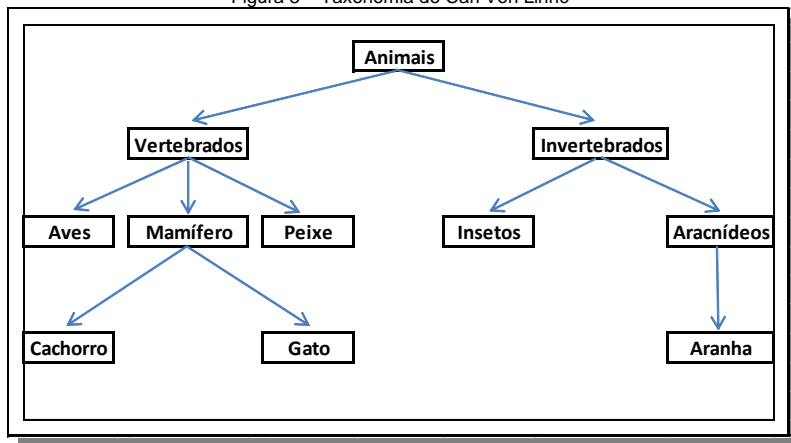 Animais
Vertebrados Invertebrados
Aves Mamífero Peixe Insetos Aracnídeos
Cachorro Gato Aranha